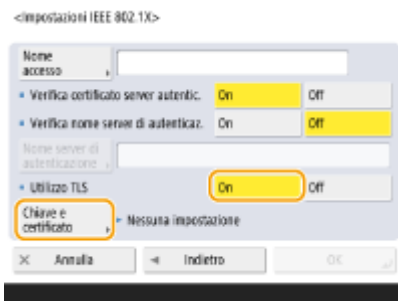 <Impostazioni IEEE 802.1X>
Nome
accesso
Verifica certificato server autentic. On Off
Verifica nome server di autenticaz. On Off
Nome server di
autenticazione
Utilizzo TLS On Off
Chiave e
certificato
Nessuna impostazione
Annulla Indietro OK